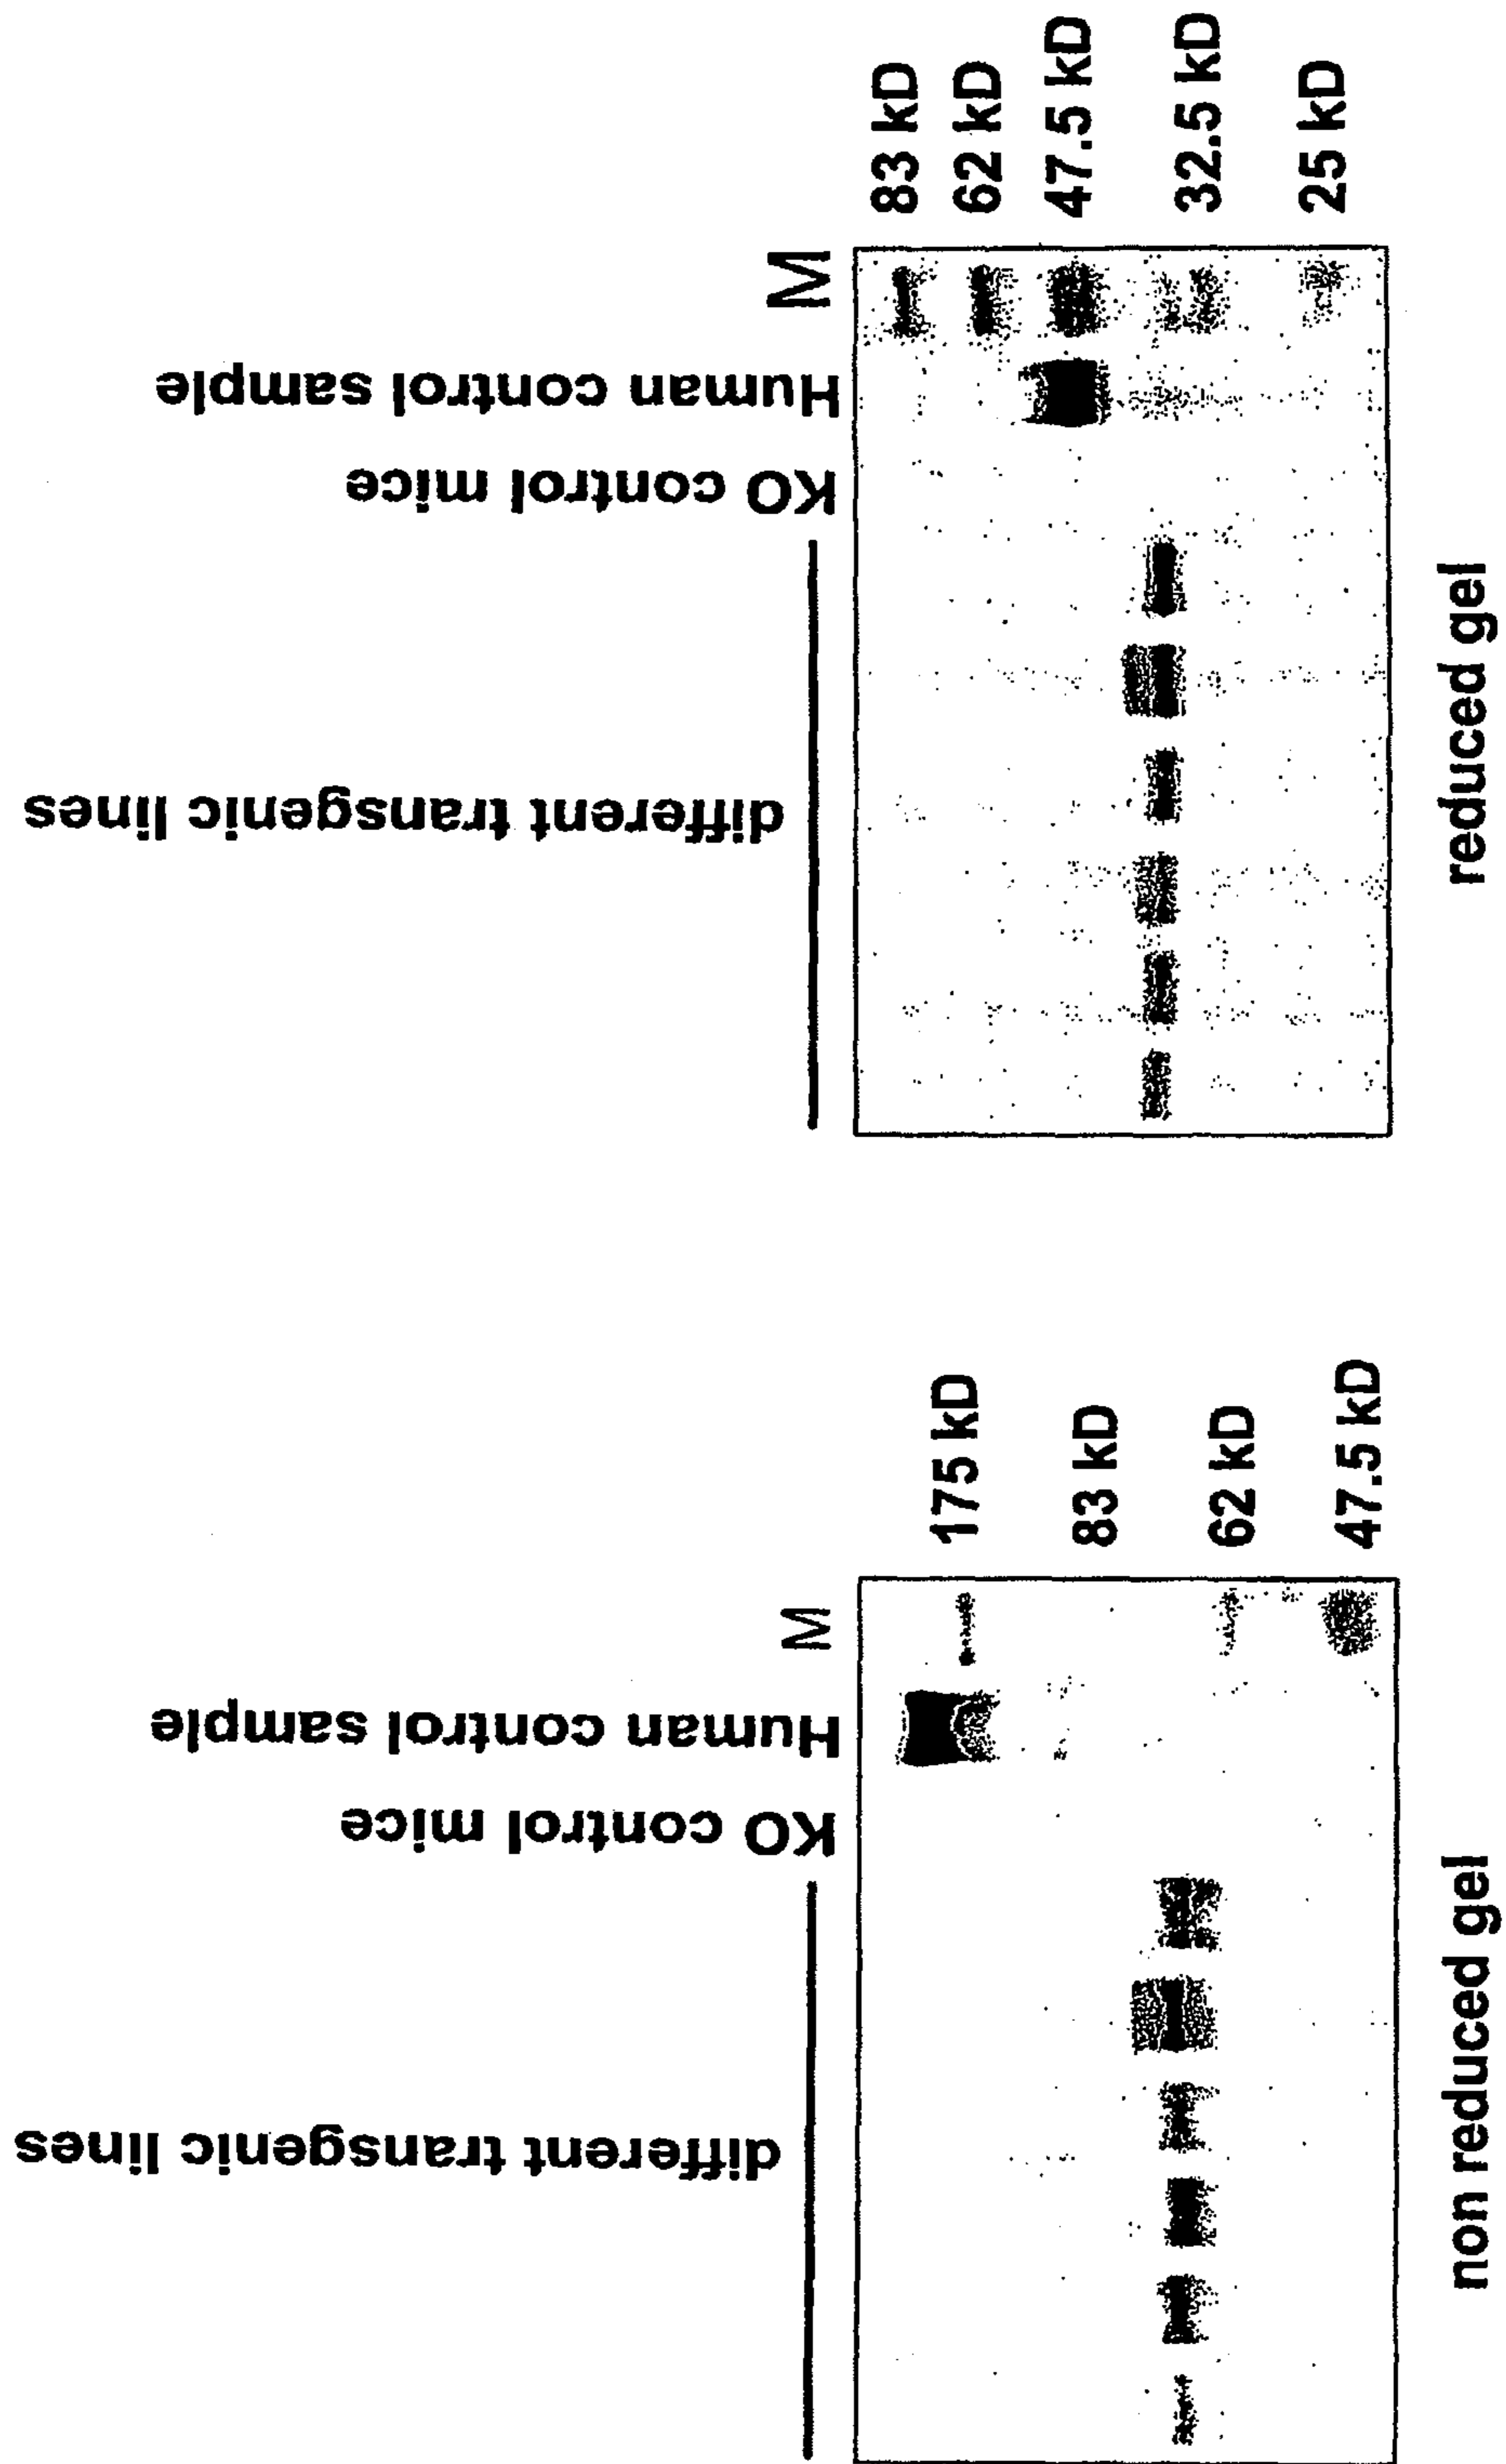 different transgenic lines
KO control mice
Human control sample
M
175 kD
83 kD
62 kD
47.5 kD
non reduced gel
different transgenic lines
KO control mice
Human control sample
M
83 kD
62 kD
47.5 kD
32.5 kD
25 kD
reduced gel